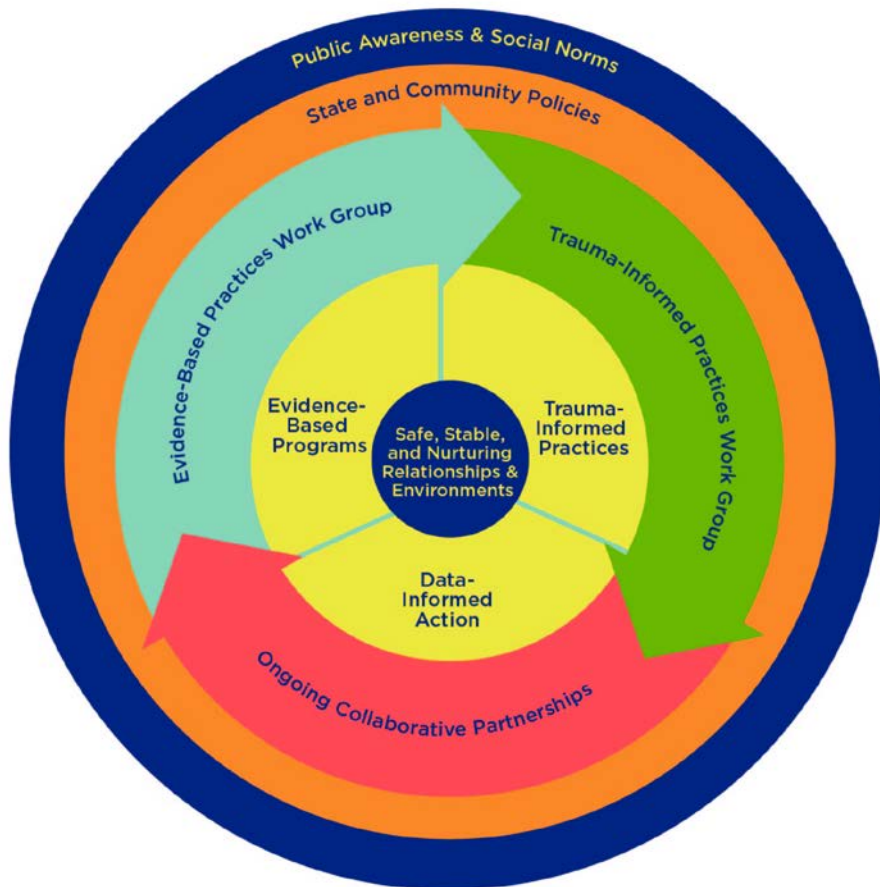 Public Awareness & Social Norms
State and Community Policies
Evidence-Based Practices Work Group
Trauma-Informed Practices Work Group
Evidence-
Based
Programs
Trauma-
Informed
Practices
Safe, Stable,
and Nurturing
Relationships &
Environments
Data-
Informed
Action
Ongoing Collaborative Partnerships